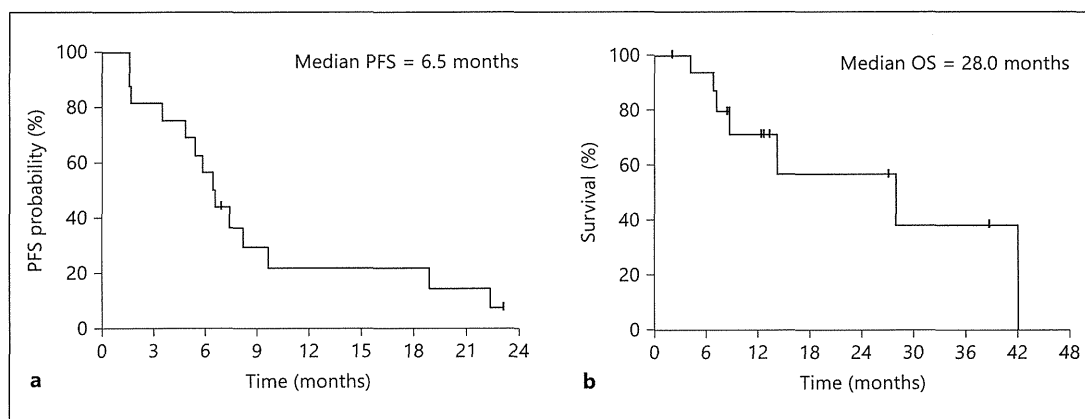 Median PFS = 6.5 months
PFS probability (%)
100
80
60
40
20
0
0 3 6 9 12 15 18 21 24
Time (months)
a
Median OS = 28.0 months
Survival (%)
100
80
60
40
20
0
0 6 12 18 24 30 36 42 48
Time (months)
b